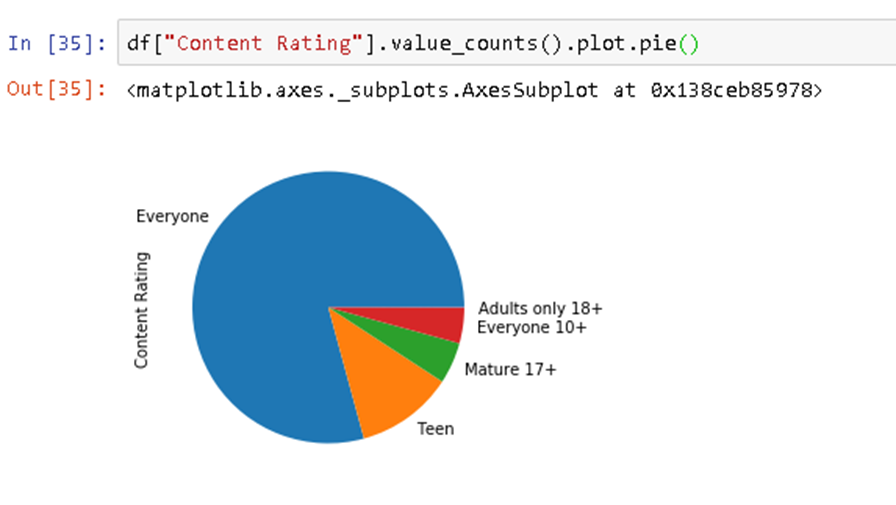 In [35]: df["Content Rating"].value_counts().plot.pie()
Out[35]: <matplotlib.axes._subplots.AxesSubplot at 0x138ceb85978>
Everyone
Content Rating
Adults only 18+
Everyone 10+
Mature 17+
Teen